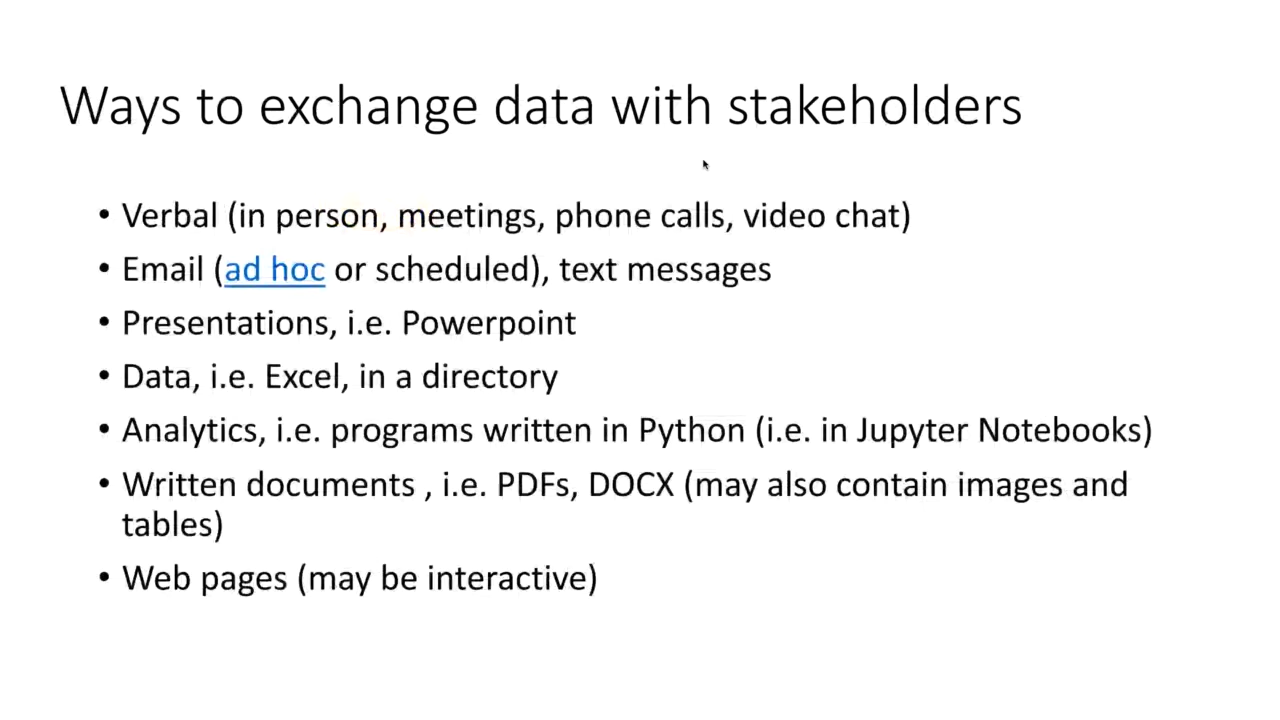 Ways to exchange data with stakeholders
• Verbal (in person, meetings, phone calls, video chat)
• Email (ad hoc or scheduled), text messages
• Presentations, i.e. Powerpoint
• Data, i.e. Excel, in a directory
• Analytics, i.e. programs written in Python (i.e. in Jupyter Notebooks)
• Written documents , i.e. PDFs, DOCX (may also contain images and
tables)
• Web pages (may be interactive)